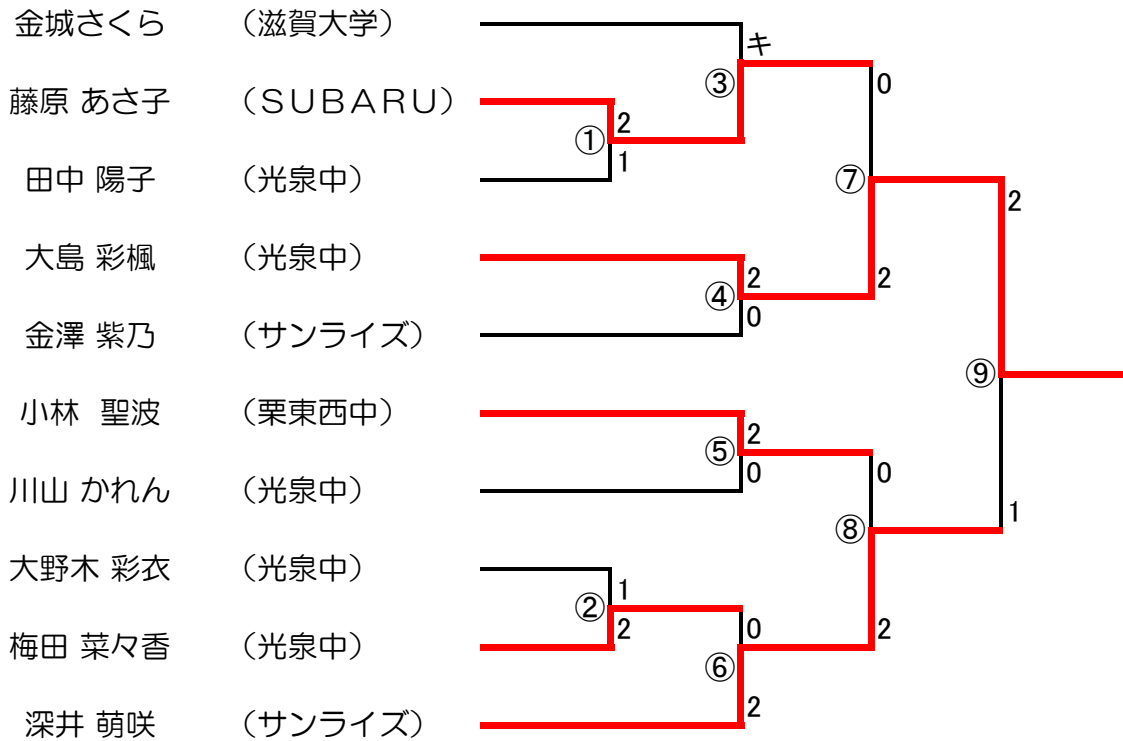 金城さくら （滋賀大学）
キ
③
0
藤原 あさ子 （ＳＵＢＡＲＵ）
2
①
1
田中 陽子 （光泉中）
⑦
2
大島 彩楓 （光泉中）
2
2
④
0
金澤 紫乃 （サンライズ）
⑨
小林 聖波 （栗東西中）
2
⑤
0
0
川山 かれん （光泉中）
1
⑧
大野木 彩衣 （光泉中）
1
②
2
0
2
梅田 菜々香 （光泉中）
⑥
2
深井 萌咲 （サンライズ）